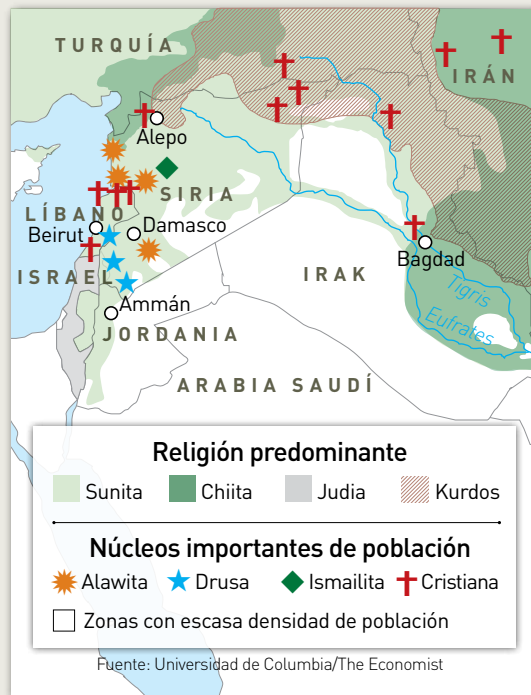 TURQUÍA
IRÁN
Alepo
SIRIA
LÍBANO
Beirut
Damasco
Bagdad
ISRAEL
IRAK
Tigris
Ammán
Eufrates
JORDANIA
ARABIA SAUDÍ
Religión predominante
Sunita Chiita Judia Kurdos
Núcleos importantes de población
Alawita Drusa Ismailita Cristiana
Zonas con escasa densidad de población
Fuente: Universidad de Columbia/The Economist